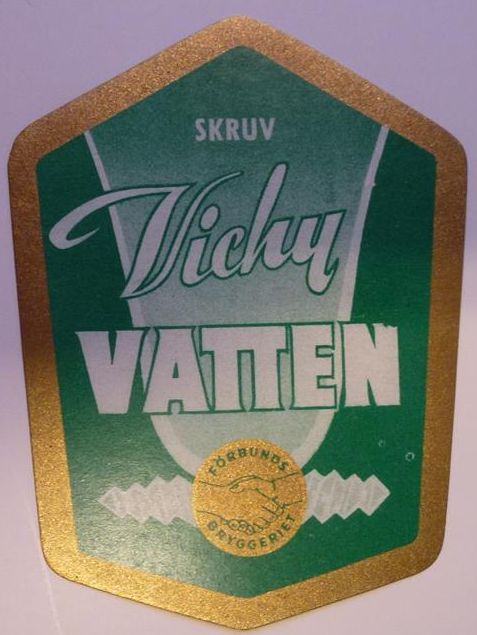 SKRUV
Vichy
VATTEN
FÖRBUNDS
BRYGGERIET